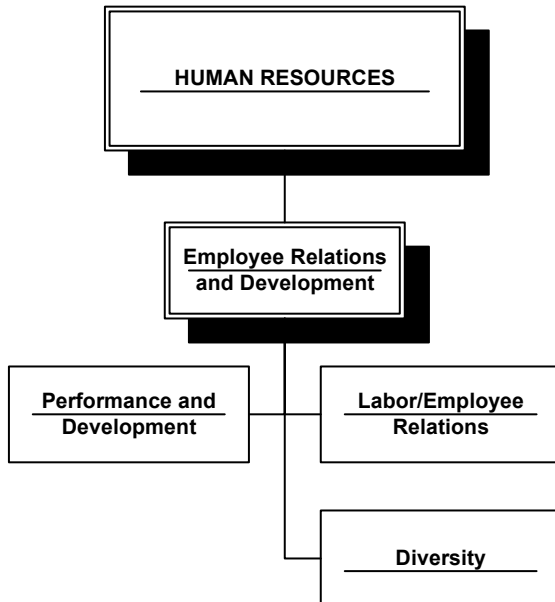 HUMAN RESOURCES
Employee Relations
and Development
Performance and
Development
Labor/Employee
Relations
Diversity